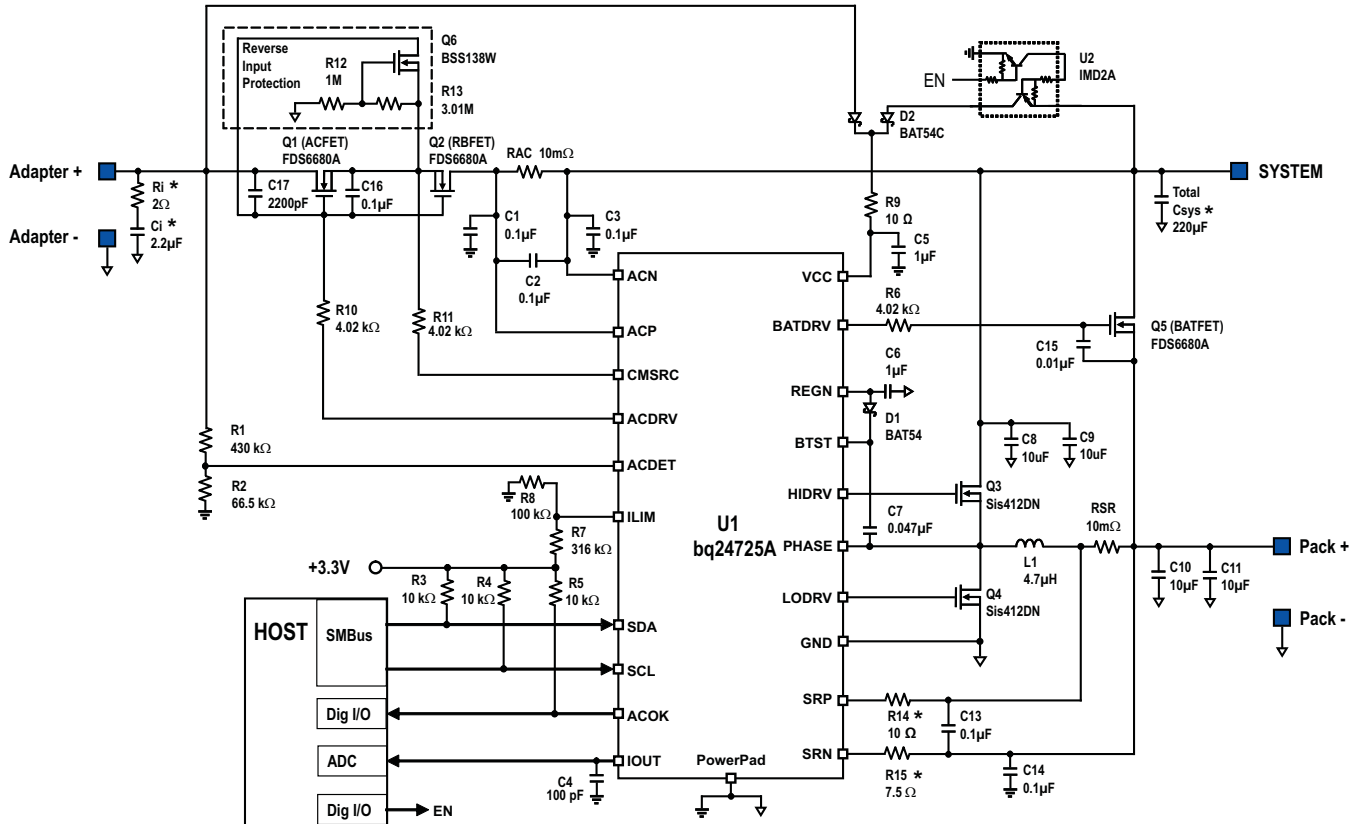 Reverse
Input
Protection
R12
1M
Q6
BSS138W
R13
3.01M
U2
IMD2A
EN
D2
BAT54C
Q1 (ACFET)
FDS6680A
Q2 (RBFET)
FDS6680A
RAC 10mΩ
Adapter +
SYSTEM
Ri *
2Ω
Ci *
2.2µF
Adapter -
C17
2200pF
C16
0.1µF
C1
0.1µF
C3
0.1µF
C2
0.1µF
R9
10 Ω
C5
1µF
Total
Csys *
220µF
R10
4.02 kΩ
R11
4.02 kΩ
ACN
ACP
CMSRC
ACDRV
ACDET
ILIM
SDA
SCL
ACOK
IOUT
VCC
BATDRV
REGN
BTST
HIDRV
PHASE
LODRV
GND
SRP
SRN
U1
bq24725A
PowerPad
R6
4.02 kΩ
C15
0.01µF
Q5 (BATFET)
FDS6680A
C6
1µF
D1
BAT54
C8
10uF
C9
10uF
R1
430 kΩ
R2
66.5 kΩ
R8
100 kΩ
R7
316 kΩ
Q3
Sis412DN
C7
0.047µF
RSR
10mΩ
L1
4.7µH
Pack +
C10
10µF
C11
10µF
Q4
Sis412DN
Pack -
+3.3V
R3
10 kΩ
R4
10 kΩ
R5
10 kΩ
HOST
SMBus
Dig I/O
ADC
Dig I/O
EN
C4
100 pF
R14 *
10 Ω
C13
0.1µF
R15 *
7.5 Ω
C14
0.1µF